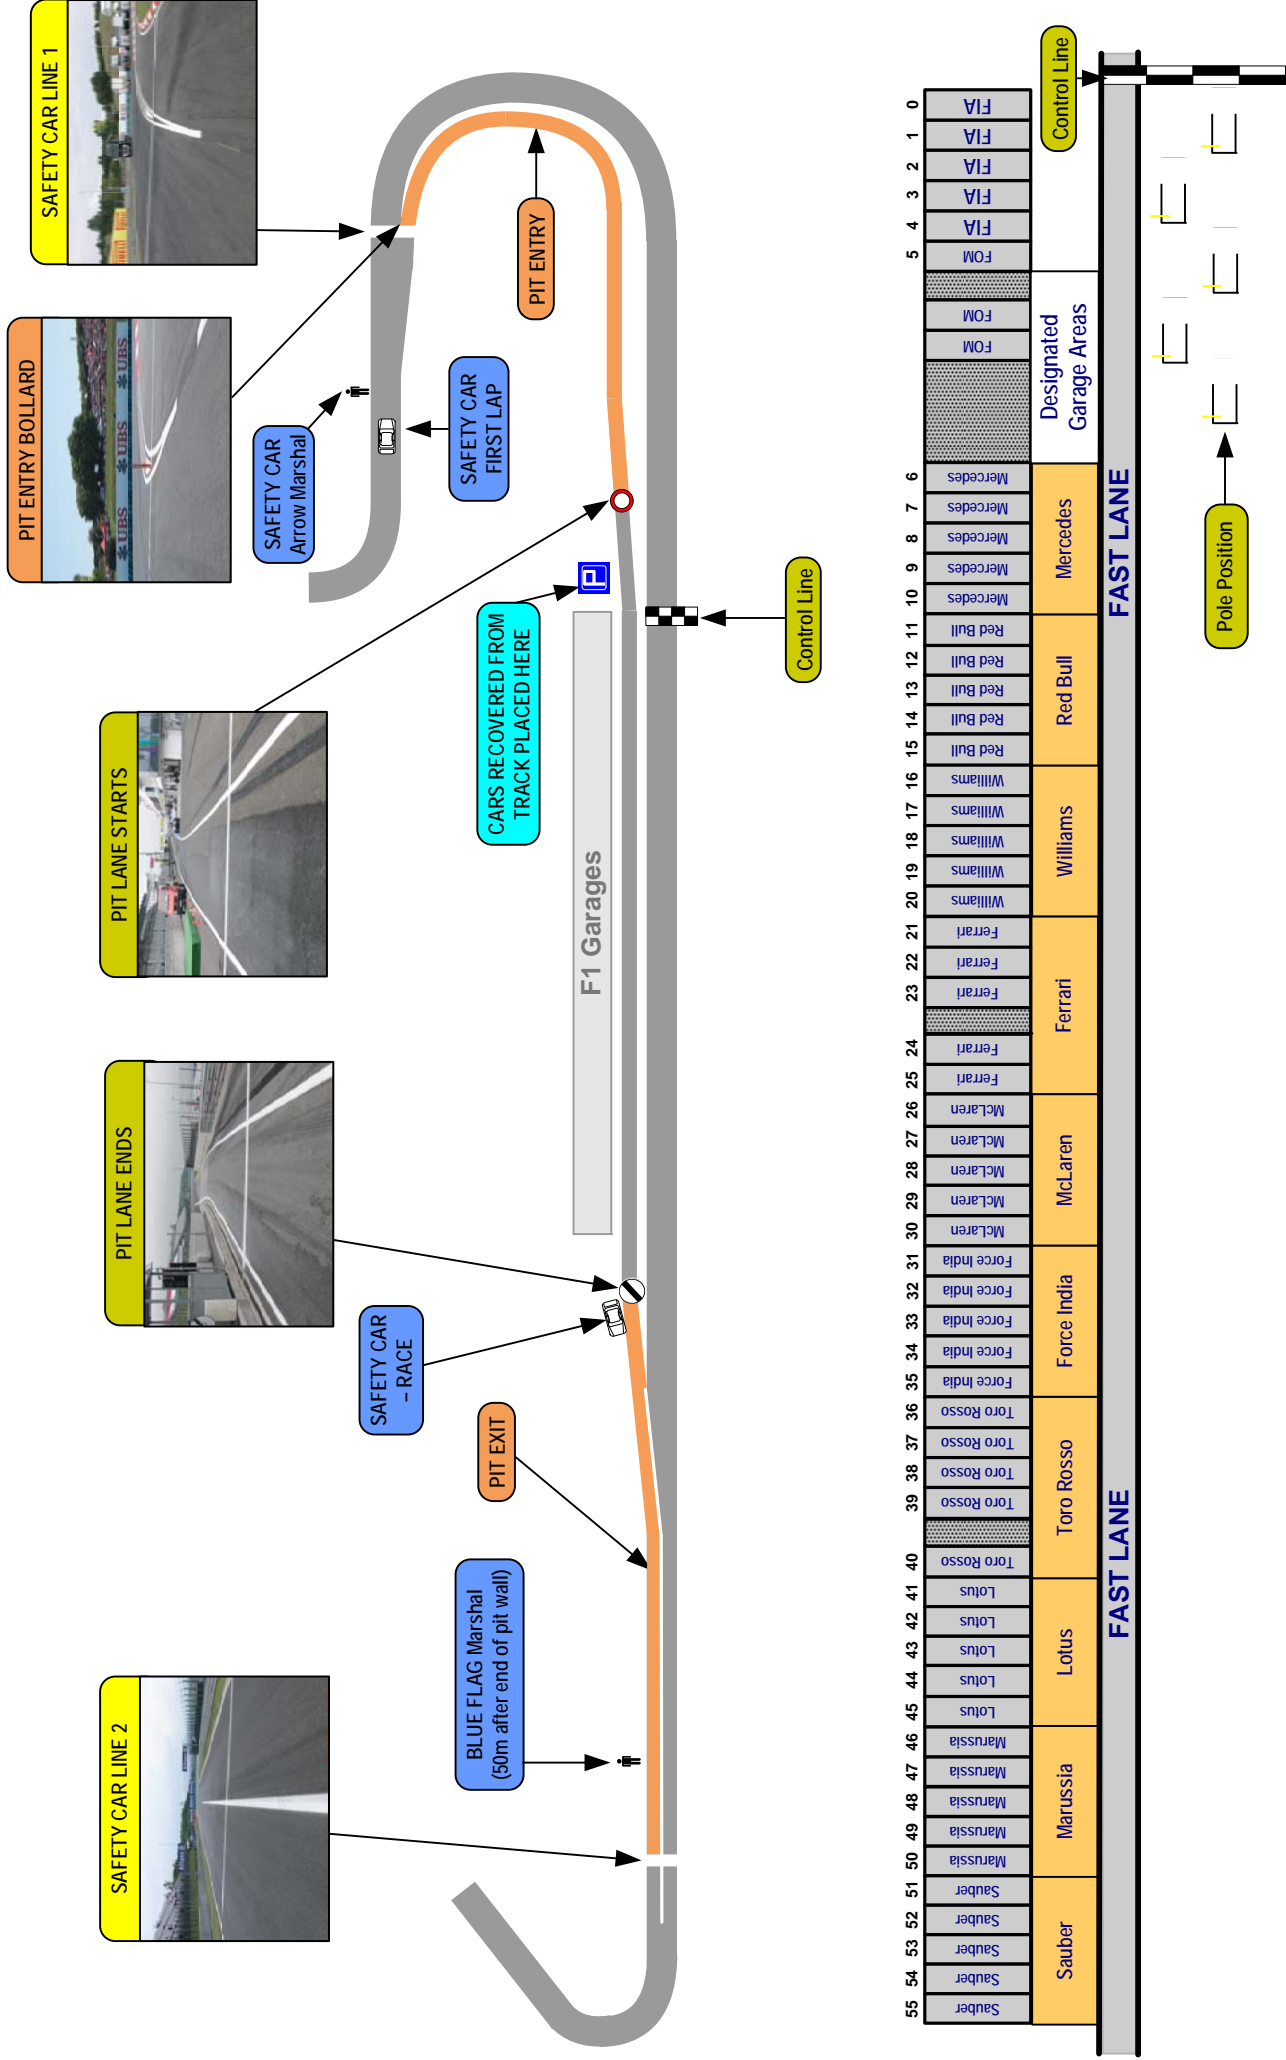 SAFETY CAR LINE 2
PIT LANE ENDS
PIT LANE STARTS
PIT ENTRY BOLLARD
SAFETY CAR LINE 1
UBS
UBS
UBS
SAFETY CAR
Arrow Marshal
SAFETY CAR
– RACE
SAFETY CAR
FIRST LAP
BLUE FLAG Marshal
(50m after end of pit wall)
PIT EXIT
CARS RECOVERED FROM
TRACK PLACED HERE
PIT ENTRY
P
F1 Garages
Control Line
55 54 53 52 51 50 49 48 47 46 45 44 43 42 41 40 39 38 37 36 35 34 33 32 31 30 29 28 27 26 25 24 23 22 21 20 19 18 17 16 15 14 13 12 11 10 9 8 7 6 5 4 3 2 1 0
Sauber Sauber Sauber Sauber Sauber Marussia Marussia Marussia Marussia Marussia Lotus Lotus Lotus Lotus Lotus Toro Rosso Toro Rosso Toro Rosso Toro Rosso Toro Rosso Force India Force India Force India Force India Force India McLaren McLaren McLaren McLaren McLaren Ferrari Ferrari Ferrari Ferrari Ferrari Williams Williams Williams Williams Williams Red Bull Red Bull Red Bull Red Bull Red Bull Mercedes Mercedes Mercedes Mercedes Mercedes FOM FOM FOM FIA FIA FIA FIA FIA
Sauber Marussia Lotus Toro Rosso Force India McLaren Ferrari Williams Red Bull Mercedes
Designated
Garage Areas
Control Line
FAST LANE FAST LANE
Pole Position